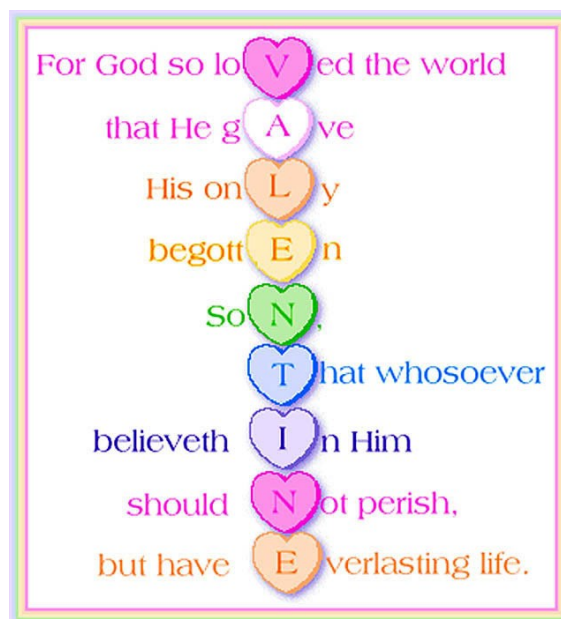 For God so loVed the world
that He gAve
His onLy
begottEn
SoN,
That whosoever
believeth In Him
should Not perish,
but have Everlasting life.